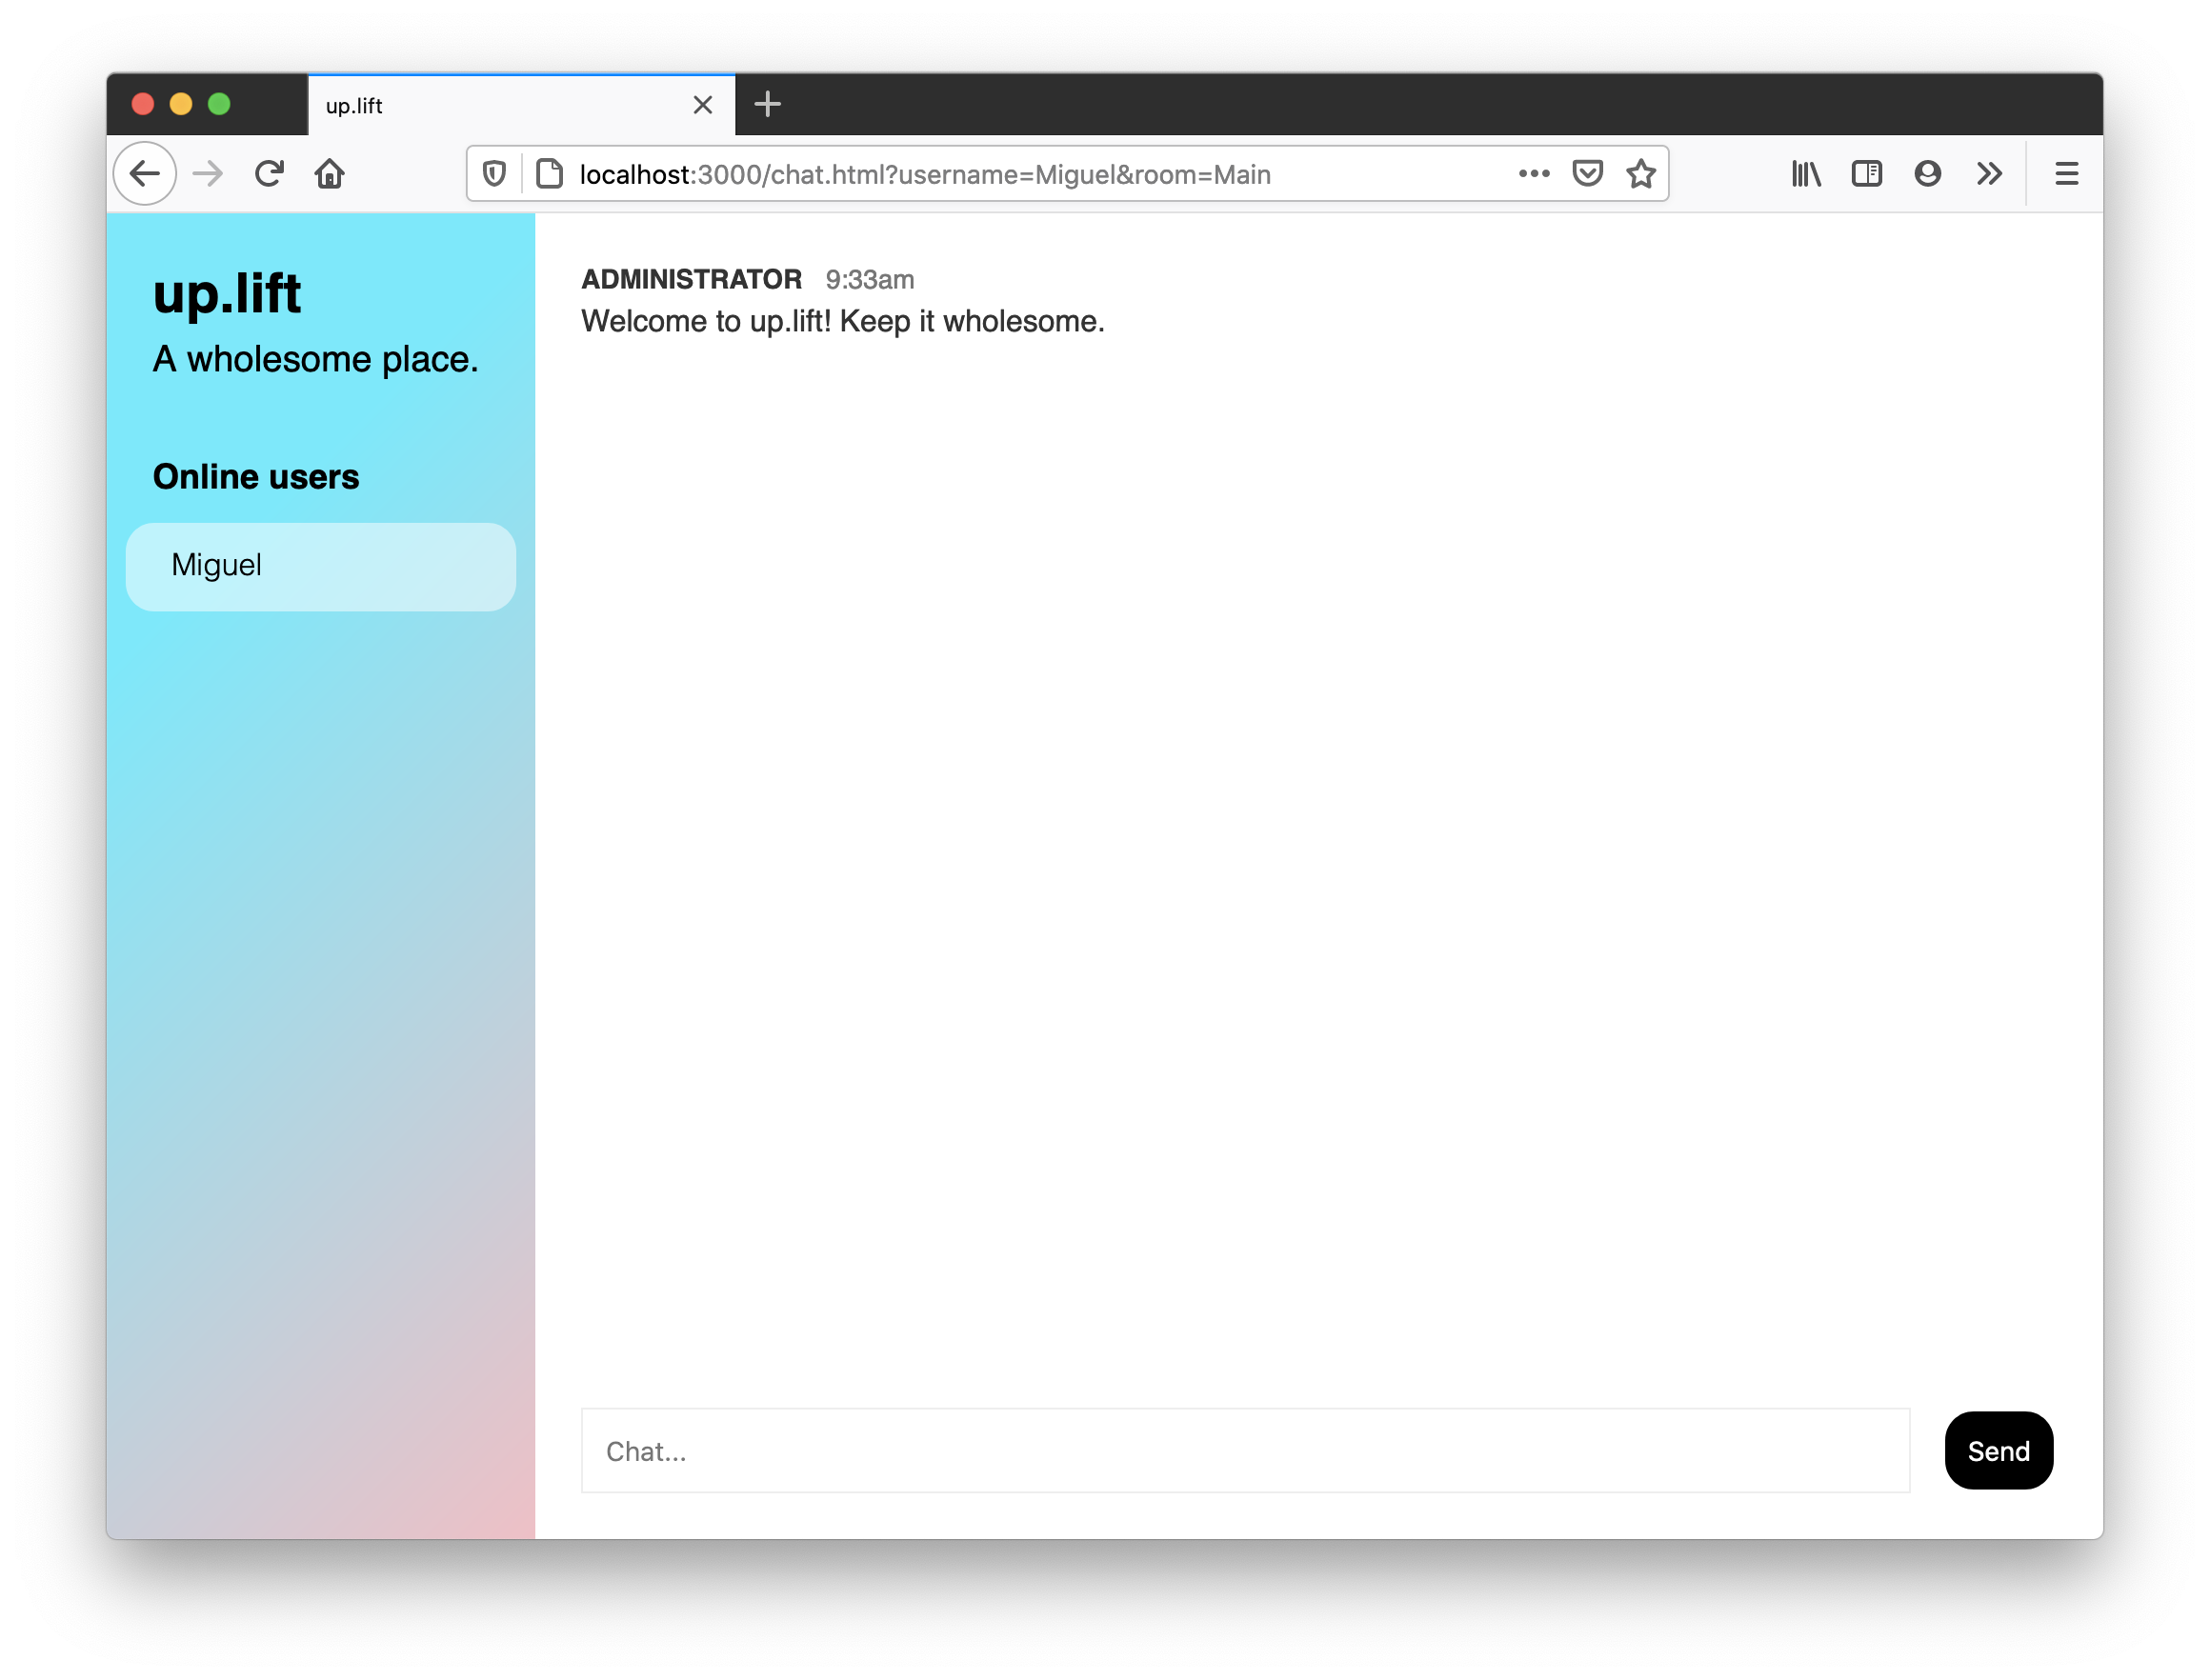 up.lift
localhost:3000/chat.html?username=Miguel&room=Main
up.lift
A wholesome place.
Online users
Miguel
ADMINISTRATOR 9:33am
Welcome to up.lift! Keep it wholesome.
Chat...
Send